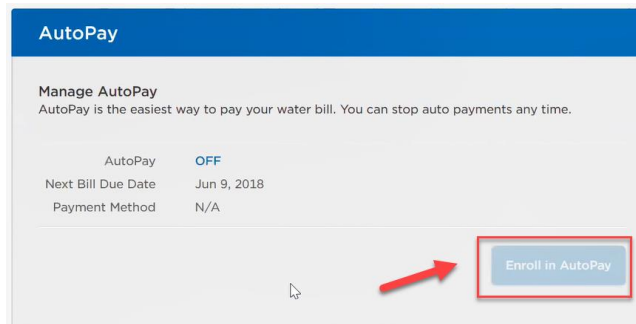 AutoPay
Manage AutoPay
AutoPay is the easiest way to pay your water bill. You can stop auto payments any time.
AutoPay OFF
Next Bill Due Date Jun 9, 2018
Payment Method N/A
Enroll in AutoPay